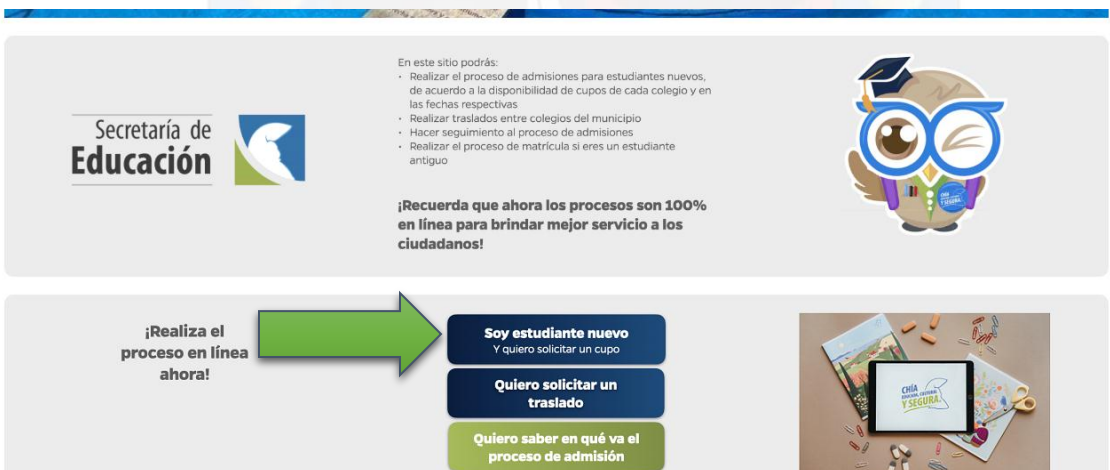 Secretaría de
Educación
En este sitio podrás:
· Realizar el proceso de admisiones para estudiantes nuevos,
de acuerdo a la disponibilidad de cupos de cada colegio y en
las fechas respectivas
· Realizar traslados entre colegios del municipio
· Hacer seguimiento al proceso de admisiones
· Realizar el proceso de matrícula si eres un estudiante
antiguo
¡Recuerda que ahora los procesos son 100%
en línea para brindar mejor servicio a los
ciudadanos!
CHÍA
Y SEGURA.
¡Realiza el
proceso en línea
ahora!
Soy estudiante nuevo
Y quiero solicitar un cupo
Quiero solicitar un
traslado
Quiero saber en qué va el
proceso de admisión
CHÍA
EDUCADA, CULTURAL
Y SEGURA.